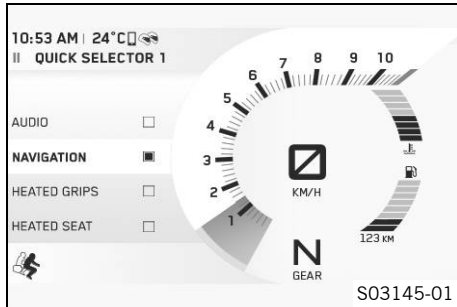 10:53 AM | 24°C
QUICK SELECTOR 1
AUDIO
NAVIGATION
HEATED GRIPS
HEATED SEAT
1
2
3
4
5
6
7
8
9
10
0
KM/H
N
GEAR
123 KM
S03145-01